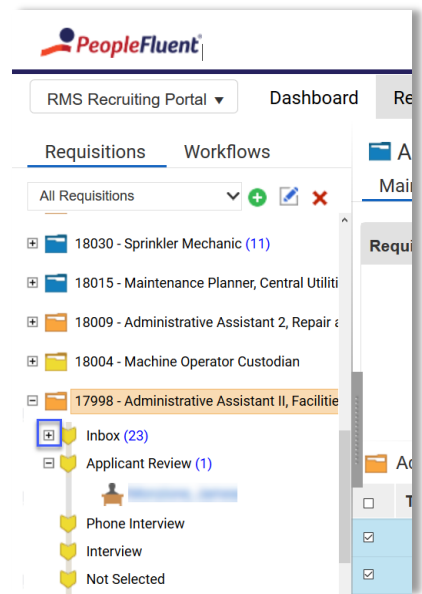 PeopleFluent
RMS Recruiting Portal Dashboard Re
Requisitions Workflows
All Requisitions
A
Mai
18030 - Sprinkler Mechanic (11)
Requi
18015 - Maintenance Planner, Central Utiliti
18009 - Administrative Assistant 2, Repair a
18004 - Machine Operator Custodian
17998 - Administrative Assistant II, Facilitie
Inbox (23)
Applicant Review (1)
Ac
T
Phone Interview
Interview
Not Selected